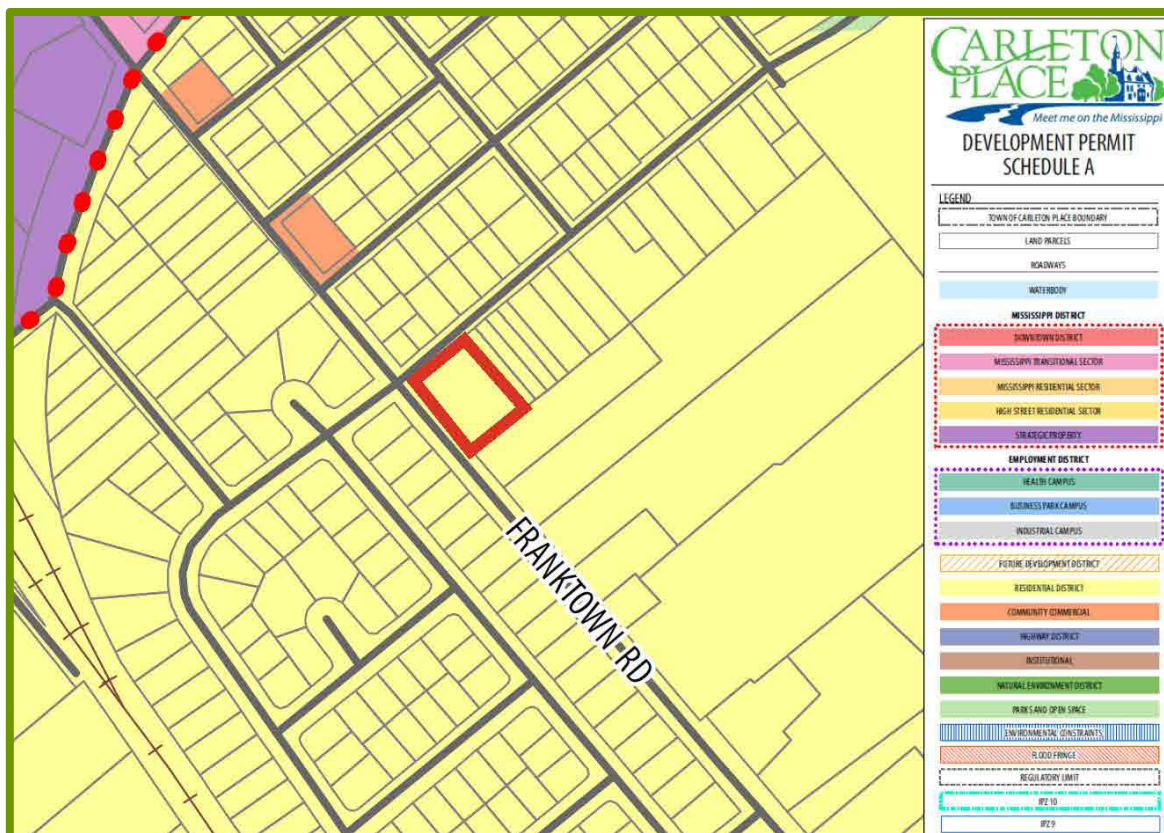 FRANKTOWN RD
CARLETON
PLACE
Meet me on the Mississippi
DEVELOPMENT PERMIT
SCHEDULE A
LEGEND
TOWN OF CARLETON PLACE BOUNDARY
LAND PARCELS
ROADWAYS
WATERBODY
MISSISSIPPI DISTRICT
DOWNTOWN DISTRICT
MISSISSIPPI TRANSITIONAL SECTOR
MISSISSIPPI RESIDENTIAL SECTOR
HIGH STREET RESIDENTIAL SECTOR
STRATEGIC PROPERTY
EMPLOYMENT DISTRICT
HEALTH CAMPUS
BUSINESS PARK CAMPUS
INDUSTRIAL CAMPUS
FUTURE DEVELOPMENT DISTRICT
RESIDENTIAL DISTRICT
COMMUNITY COMMERCIAL
HIGHWAY DISTRICT
INSTITUTIONAL
NATURAL ENVIRONMENT DISTRICT
PARKS AND OPEN SPACE
ENVIRONMENTAL CONSTRAINTS
FLOOD FRINGE
REGULATORY LIMIT
IPZ 10
IPZ 9